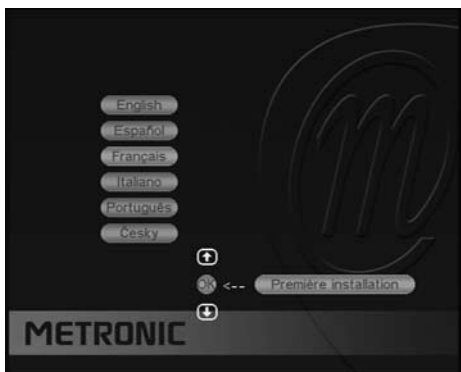 English
Español
Français
Italiano
Português
Česky
OK <-- Première installation
METRONIC